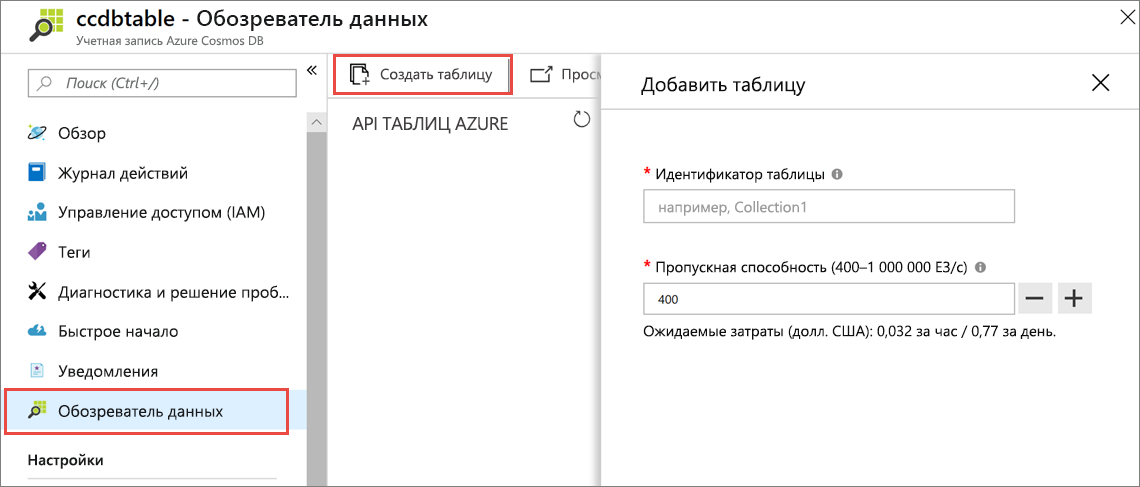 ccdbtable - Обозреватель данных
Учетная запись Azure Cosmos DB
Поиск (Ctrl+/)
Обзор
Журнал действий
Управление доступом (IAM)
Теги
Диагностика и решение проб...
Быстрое начало
Уведомления
Обозреватель данных
Настройки
Создать таблицу
Просм
API ТАБЛИЦ AZURE
Добавить таблицу
* Идентификатор таблицы
например, Collection1
* Пропускная способность (400–1 000 000 ЕЗ/с)
400
Ожидаемые затраты (долл. США): 0,032 за час / 0,77 за день.